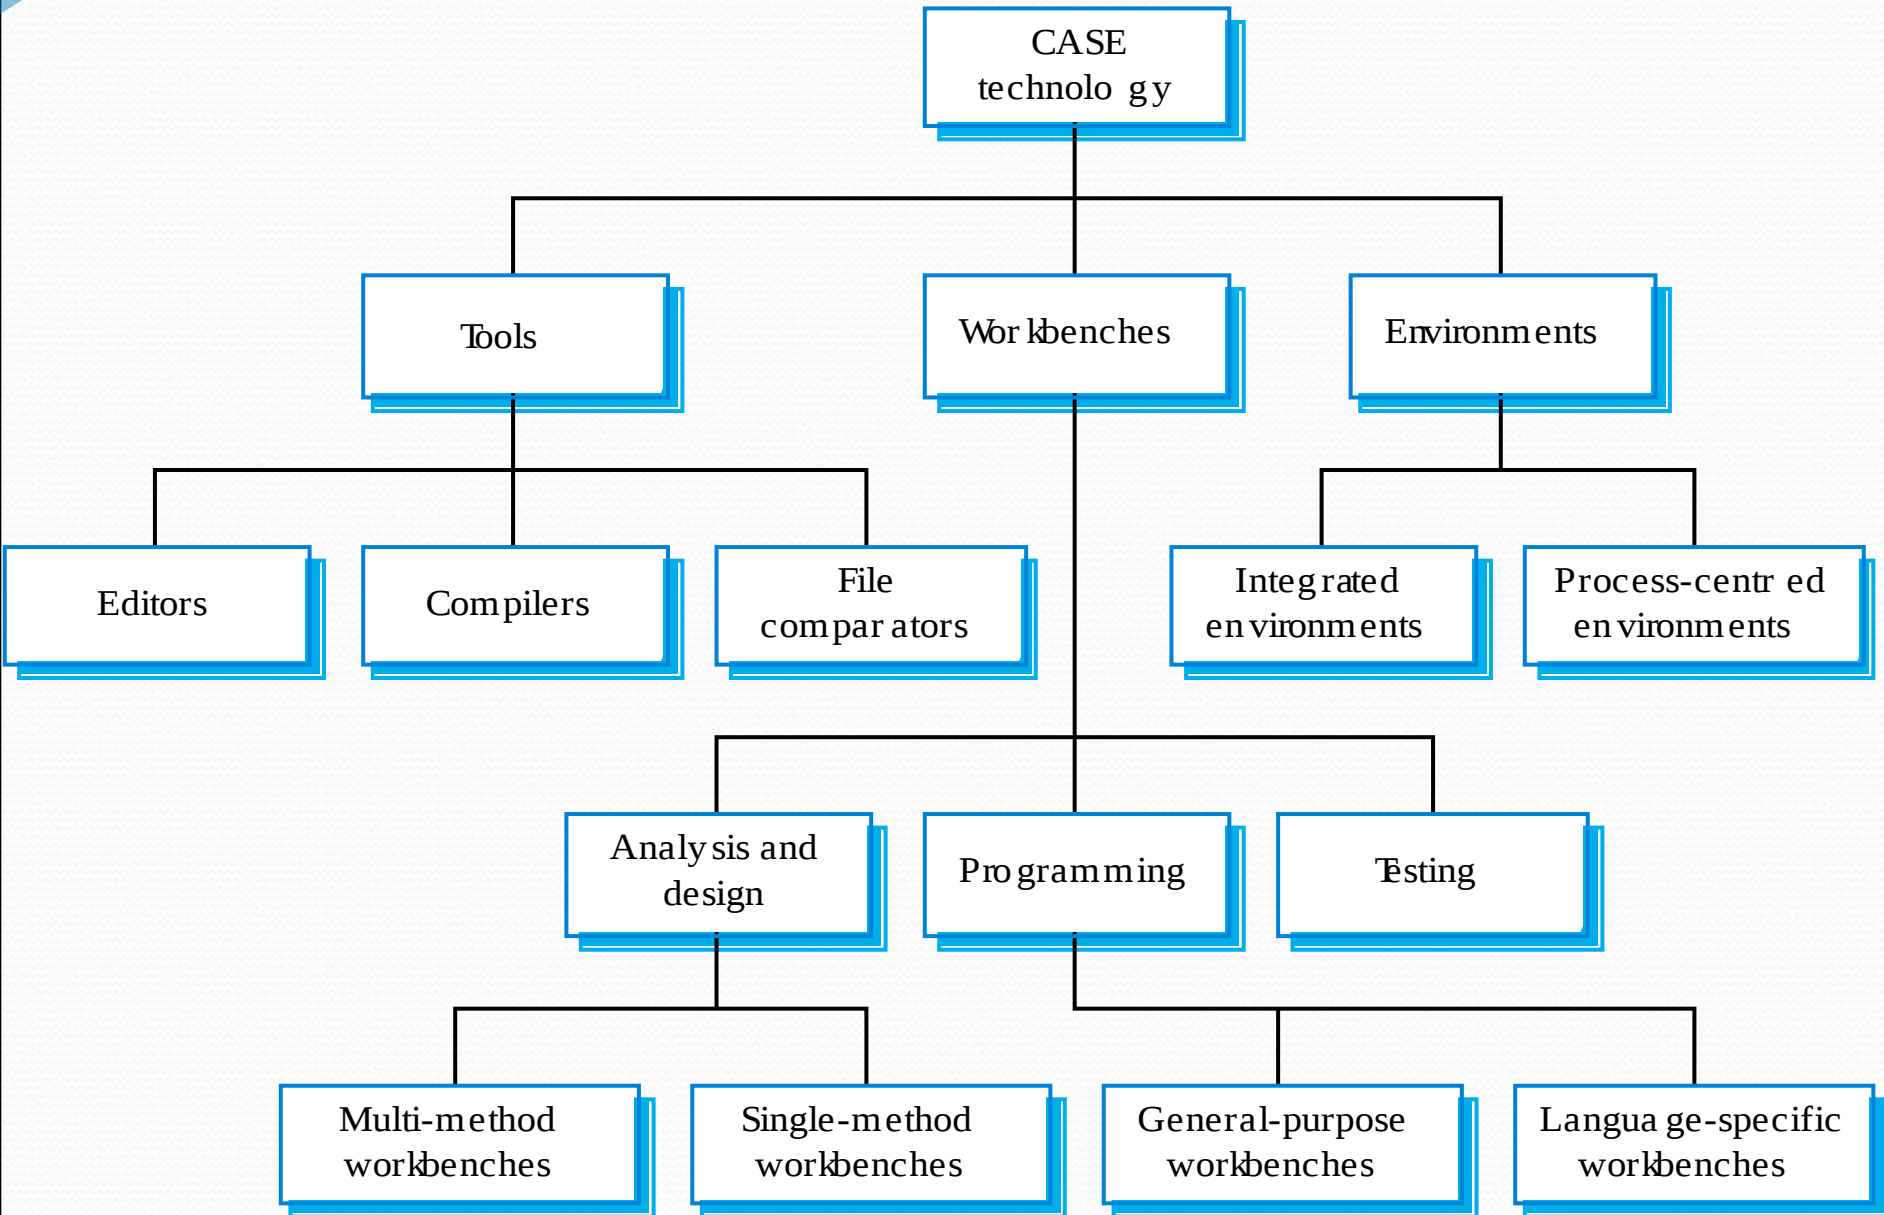 CASE
technology
Tools
Workbenches
Environments
Editors
Compilers
File
comparators
Integrated
environments
Process-centred
environments
Analysis and
design
Programming
Testing
Multi-method
workbenches
Single-method
workbenches
General-purpose
workbenches
Language-specific
workbenches